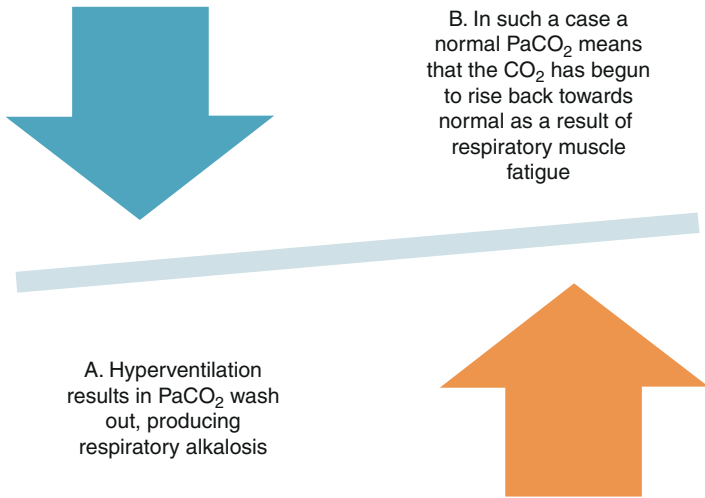 B. In such a case a
normal PaCO₂ means
that the CO₂ has begun
to rise back towards
normal as a result of
respiratory muscle
fatigue
A. Hyperventilation
results in PaCO₂ wash
out, producing
respiratory alkalosis